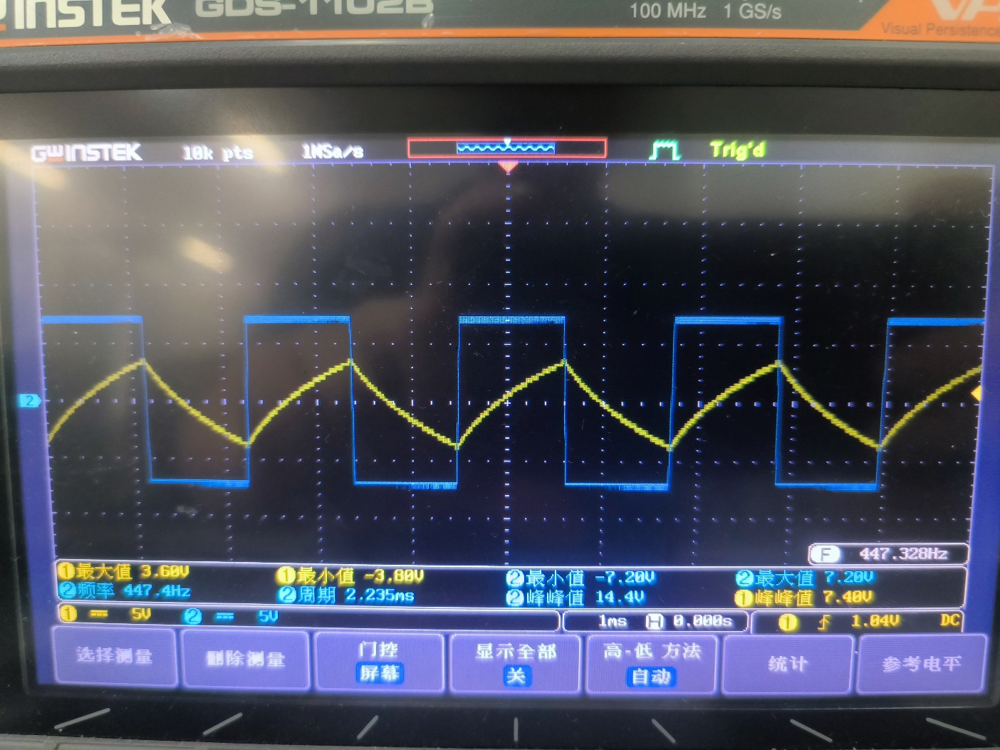 INSTEK GDS-1102B 100 MHz 1 GS/s
Visual Persistence
GWINSTEK 10k pts 1MSa/s Trig'd
2
F 447.328Hz
1最大值 3.60V 1最小值 -3.80V 2最小值 -7.20V 2最大值 7.20V
2频率 447.4Hz 2周期 2.235ms 2峰峰值 14.4V 1峰峰值 7.40V
1 5V 2 5V 1ms H 0.000s 1 1.04V DC
选择测量 删除测量 门控 显示全部 高-低 方法 统计 参考电平
屏幕 关 自动